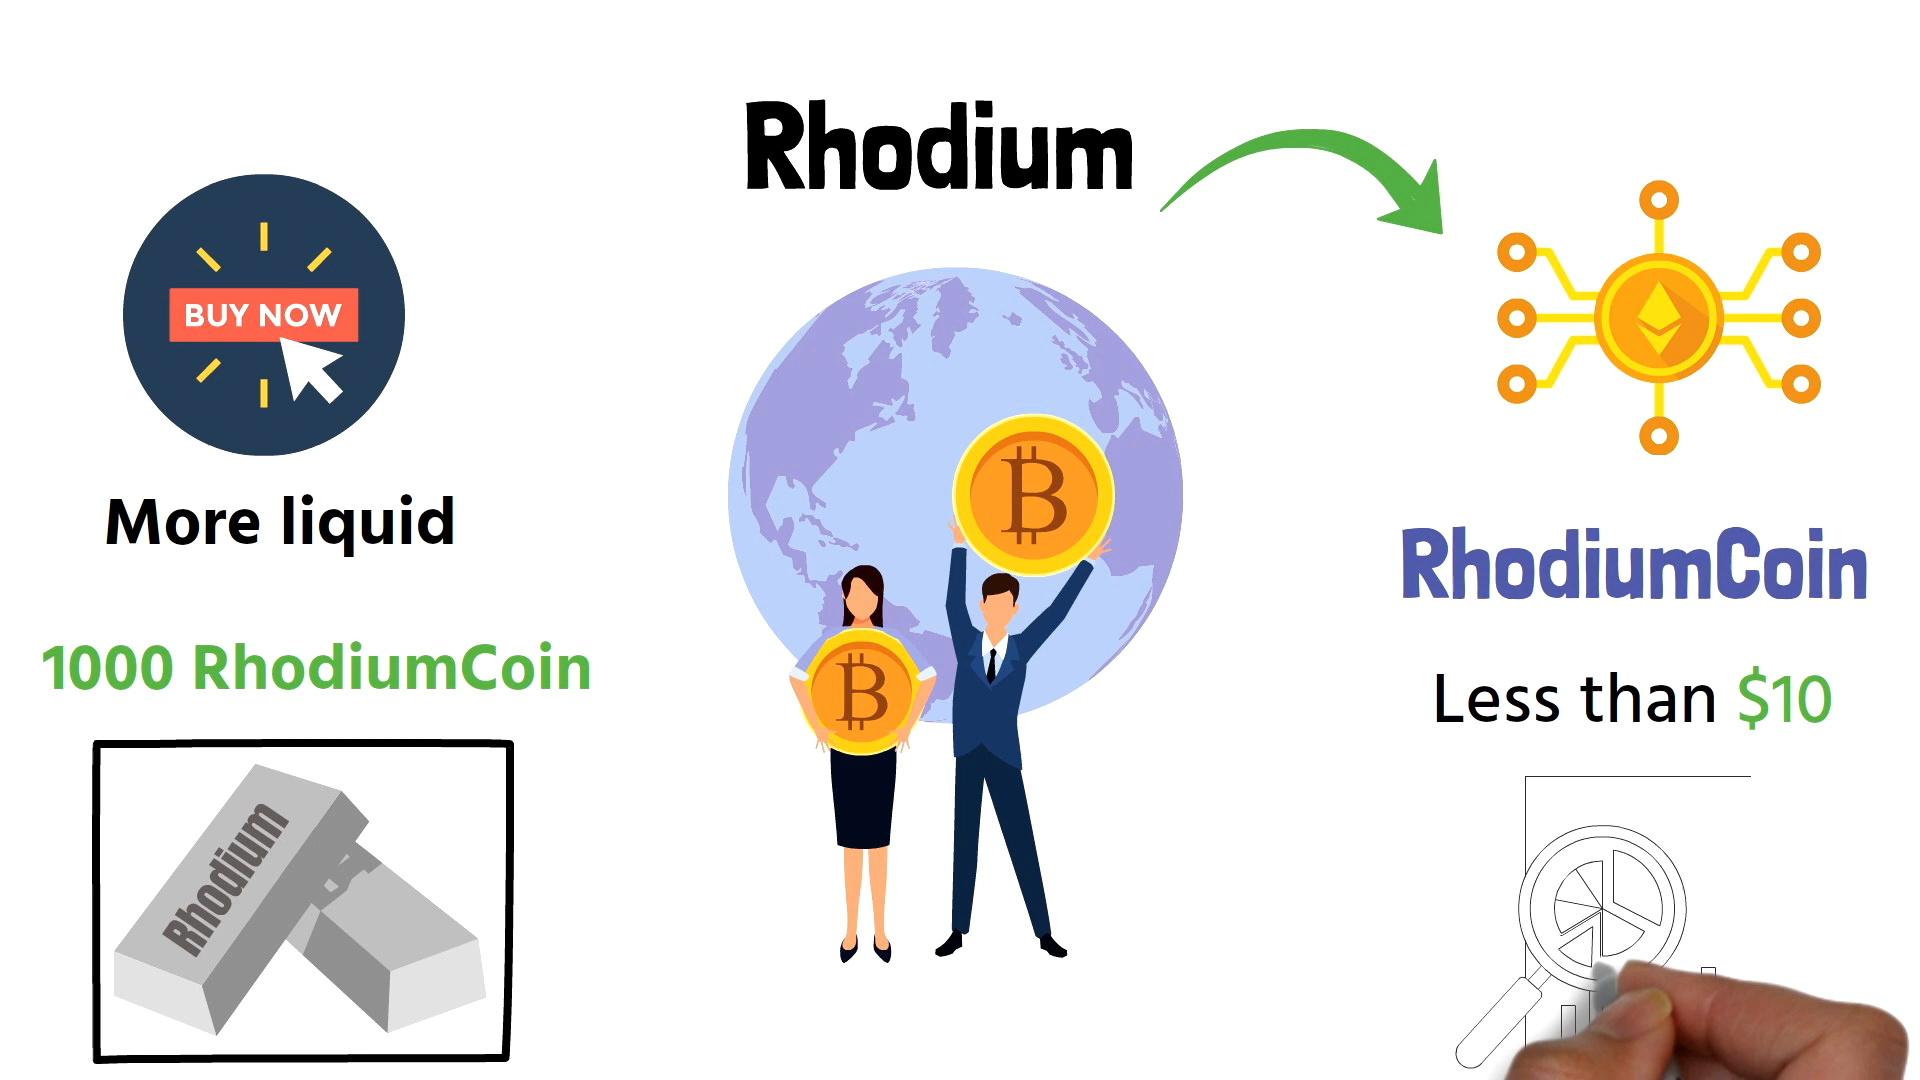 Rhodium
BUY NOW
More liquid
1000 RhodiumCoin
Rhodium
RhodiumCoin
Less than $10